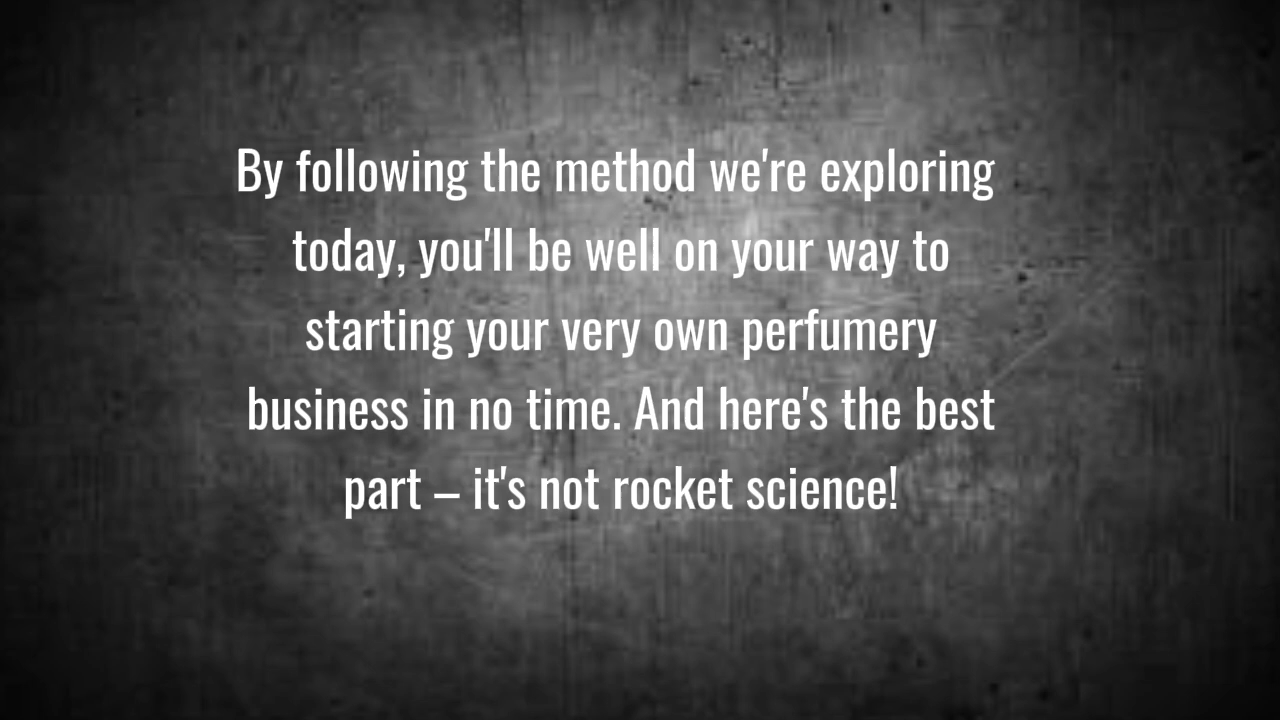 By following the method we're exploring
today, you'll be well on your way to
starting your very own perfumery
business in no time. And here's the best
part – it's not rocket science!